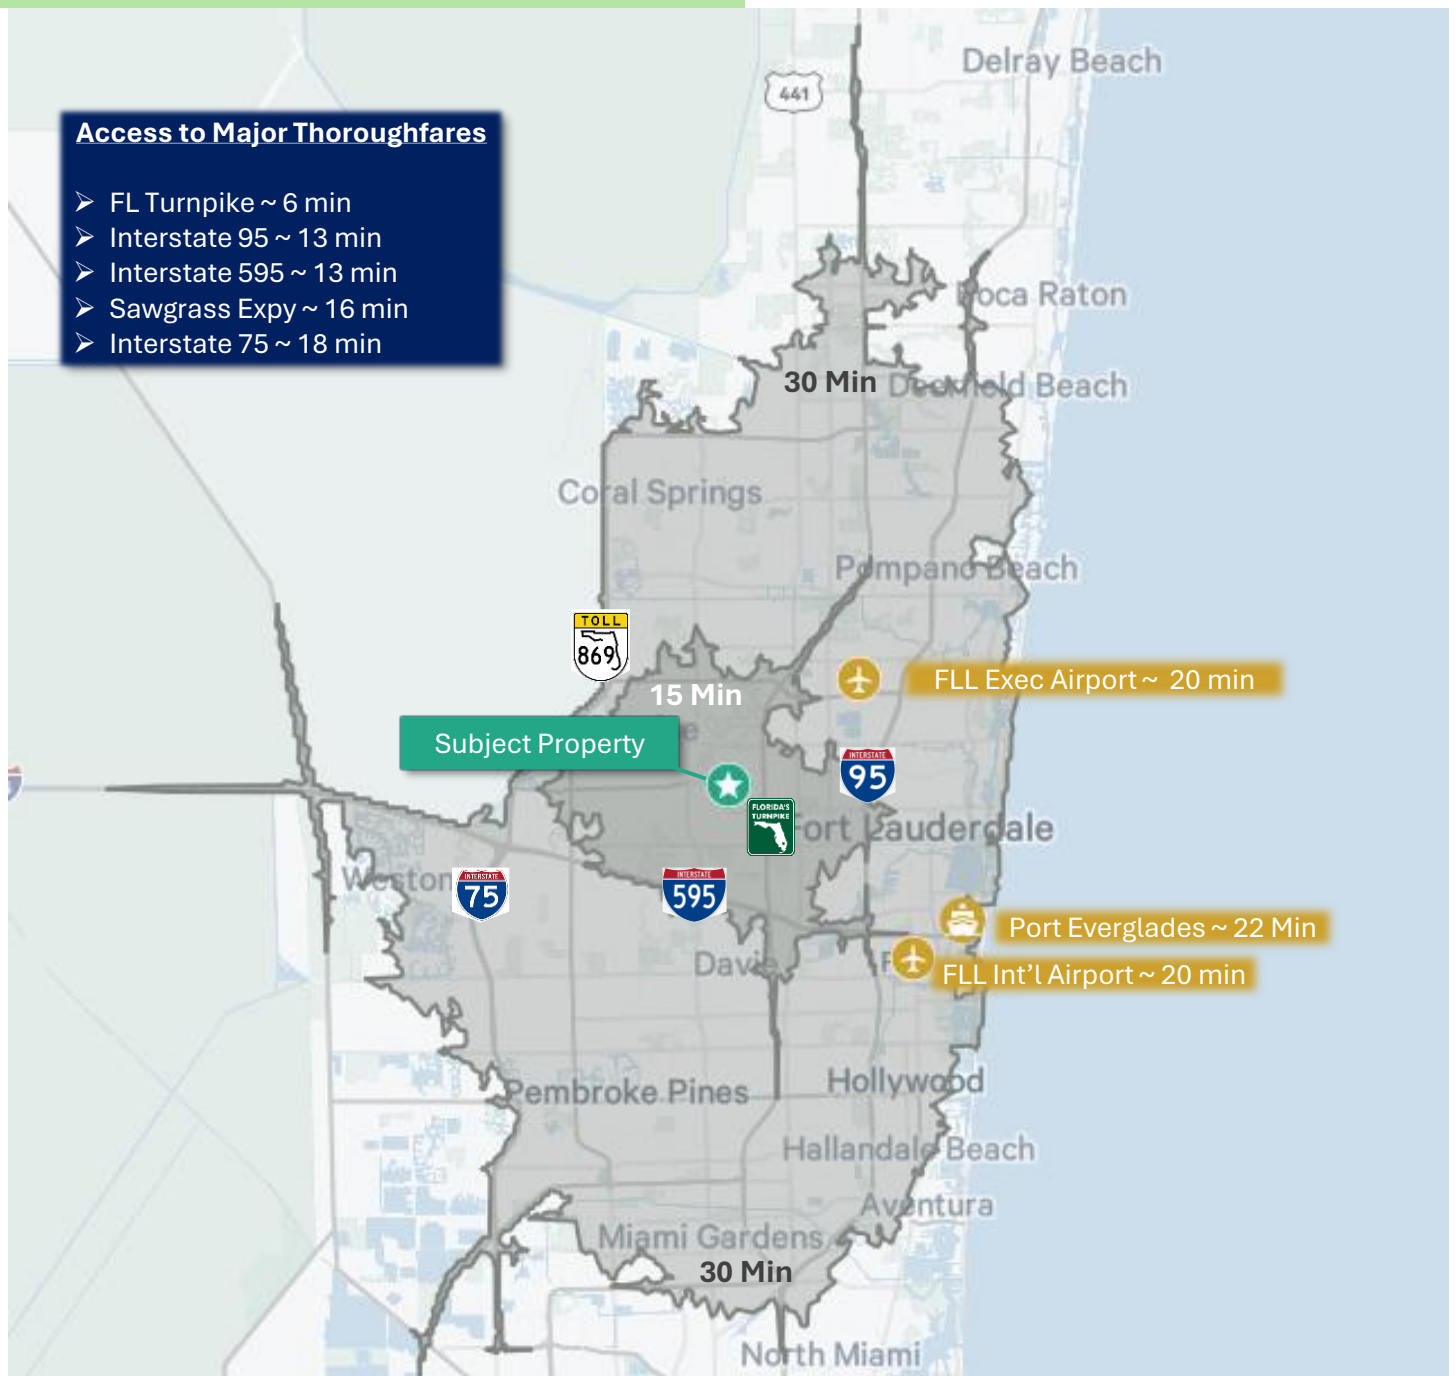 Delray Beach
441
Access to Major Thoroughfares
➢ FL Turnpike ~ 6 min
➢ Interstate 95 ~ 13 min
➢ Interstate 595 ~ 13 min
➢ Sawgrass Expy ~ 16 min
➢ Interstate 75 ~ 18 min
Boca Raton
30 Min
Deerfield Beach
Coral Springs
Pompano Beach
TOLL
869
15 Min
FLL Exec Airport ~ 20 min
Subject Property
INTERSTATE
95
FLORIDA'S
TURNPIKE
Fort Lauderdale
Weston
INTERSTATE
75
INTERSTATE
595
Port Everglades ~ 22 Min
Davie
FLL Int’l Airport ~ 20 min
Pembroke Pines
Hollywood
Hallandale Beach
Aventura
Miami Gardens
30 Min
North Miami